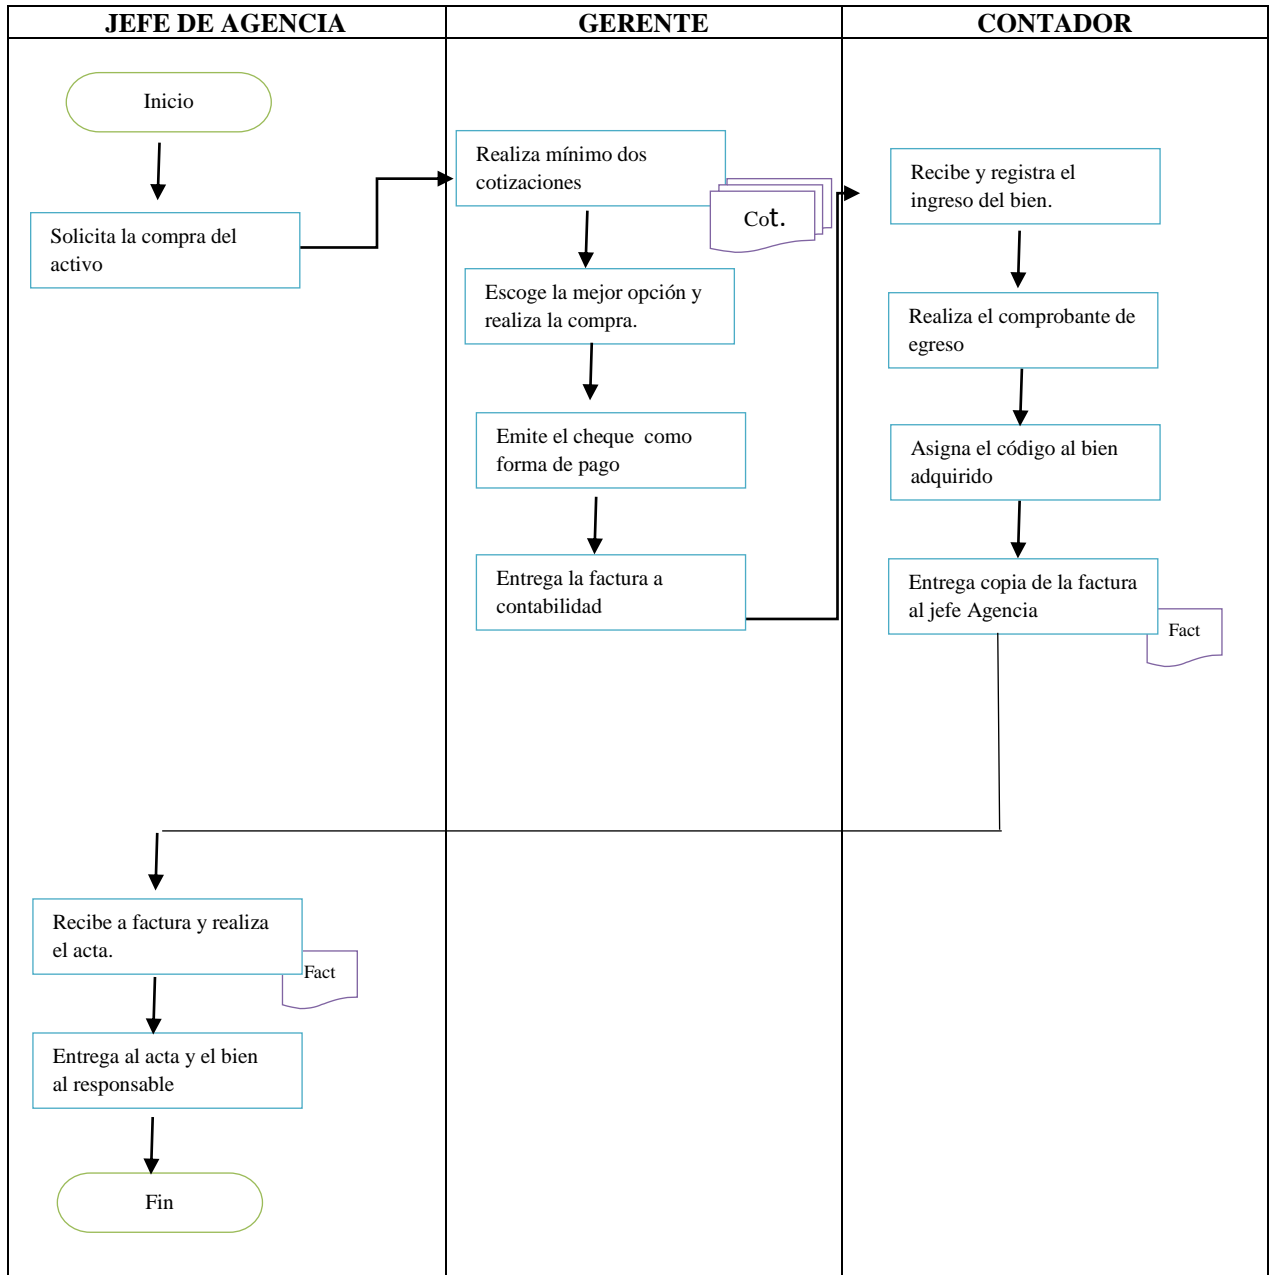 JEFE DE AGENCIA
GERENTE
CONTADOR
Inicio
Solicita la compra del
activo
Realiza mínimo dos
cotizaciones
Cot.
Escoge la mejor opción y
realiza la compra.
Emite el cheque como
forma de pago
Entrega la factura a
contabilidad
Recibe y registra el
ingreso del bien.
Realiza el comprobante de
egreso
Asigna el código al bien
adquirido
Entrega copia de la factura
al jefe Agencia
Fact
Recibe a factura y realiza
el acta.
Fact
Entrega al acta y el bien
al responsable
Fin